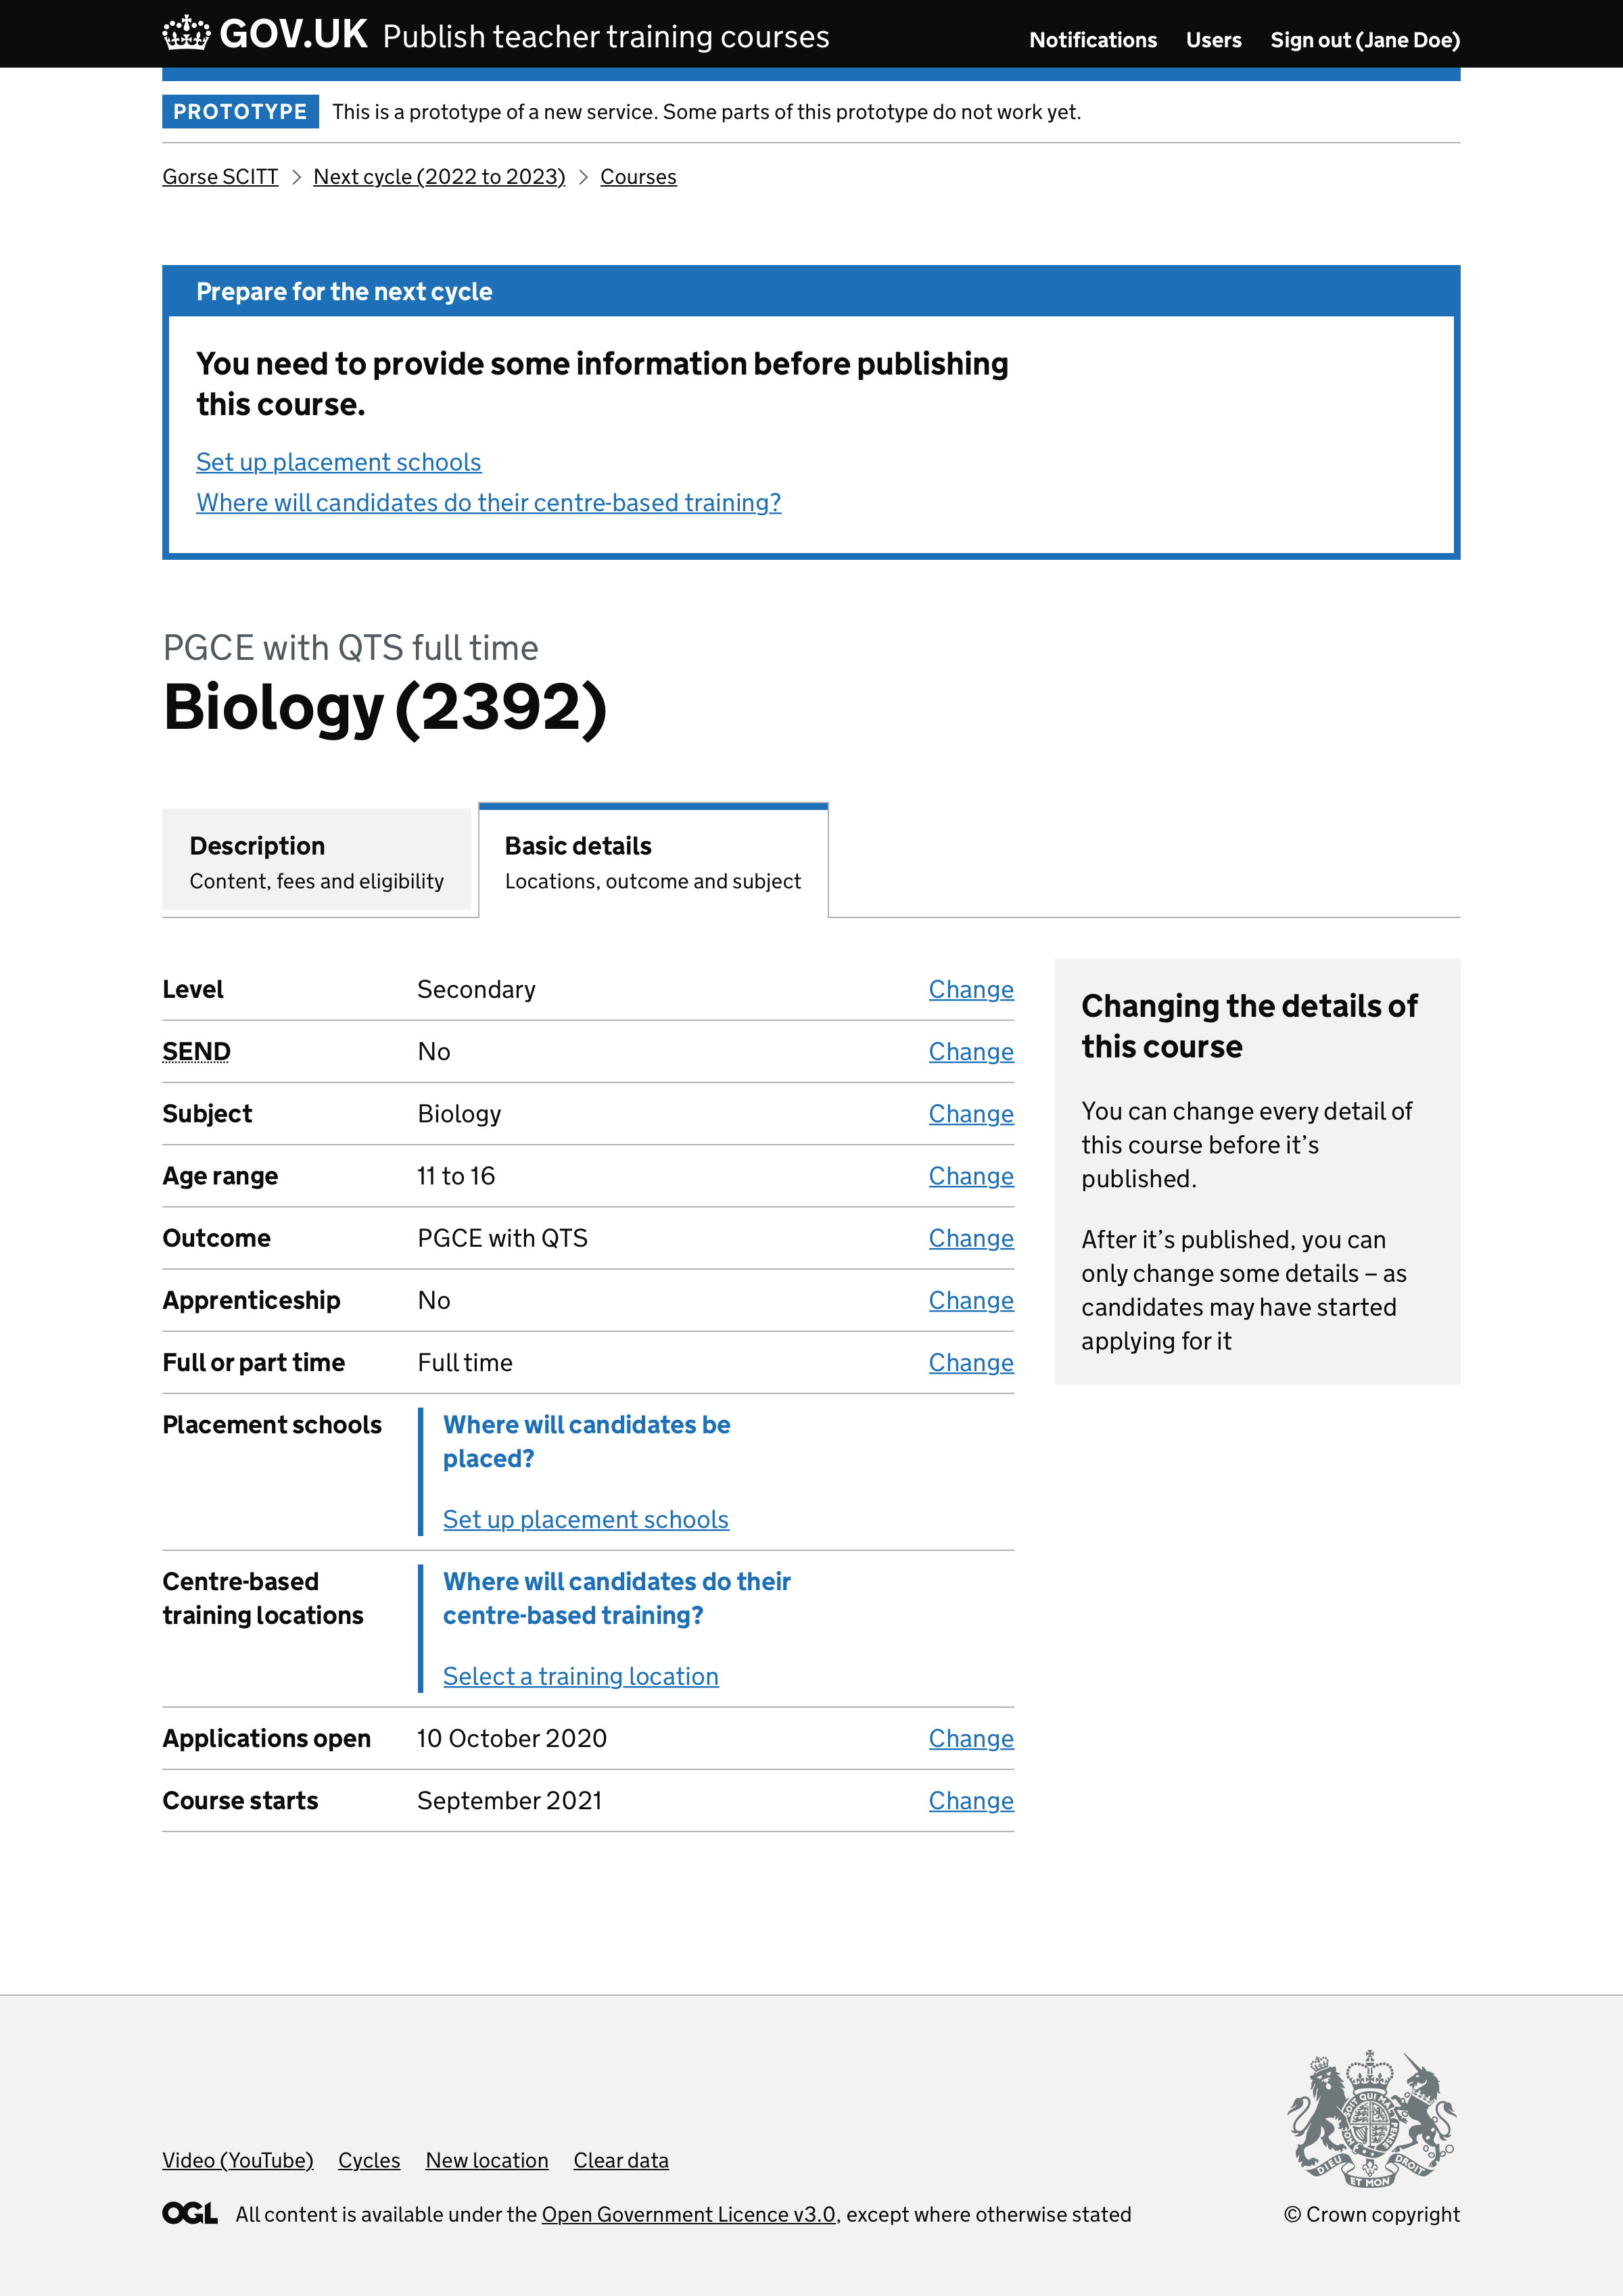 GOV.UK Publish teacher training courses
Notifications Users Sign out (Jane Doe)
PROTOTYPE This is a prototype of a new service. Some parts of this prototype do not work yet.
Gorse SCITT Next cycle (2022 to 2023) Courses
Prepare for the next cycle
You need to provide some information before publishing
this course.
Set up placement schools
Where will candidates do their centre-based training?
PGCE with QTS full time
Biology (2392)
Description
Content, fees and eligibility
Basic details
Locations, outcome and subject
Level Secondary Change
SEND No Change
Subject Biology Change
Age range 11 to 16 Change
Outcome PGCE with QTS Change
Apprenticeship No Change
Full or part time Full time Change
Placement schools Where will candidates be
placed?
Set up placement schools
Centre-based Where will candidates do their
training locations centre-based training?
Select a training location
Applications open 10 October 2020 Change
Course starts September 2021 Change
Changing the details of
this course
You can change every detail of
this course before it’s
published.
After it’s published, you can
only change some details – as
candidates may have started
applying for it
Video (YouTube) Cycles New location Clear data
OGL All content is available under the Open Government Licence v3.0, except where otherwise stated
DIEU ET MON DROIT
© Crown copyright